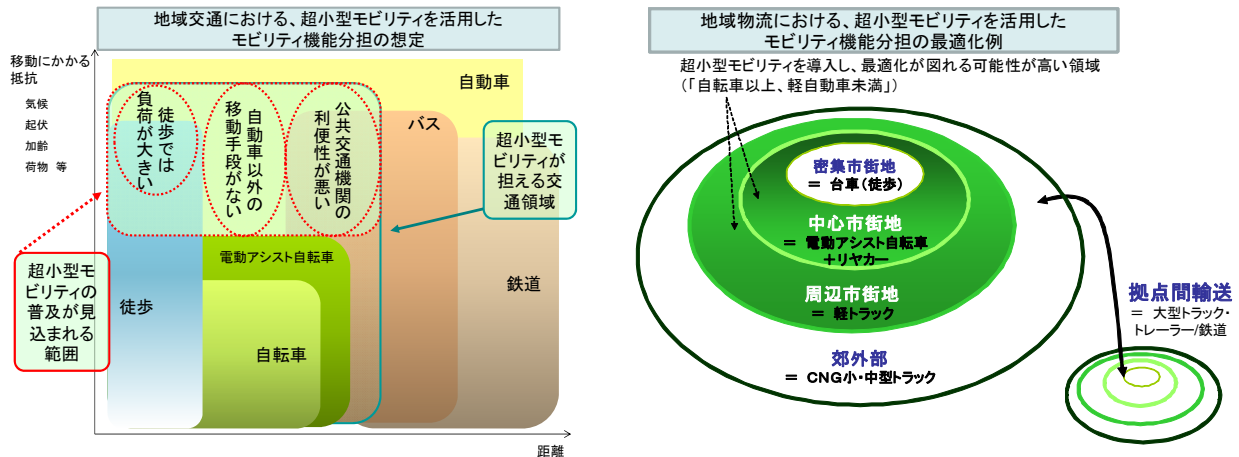 地域交通における、超小型モビリティを活用した
モビリティ機能分担の想定
移動にかかる
抵抗
気候
起伏
加齢
荷物 等
自動車
徒歩では
負荷が大きい
自動車以外の
移動手段がない
公共交通機関の
利便性が悪い
バス
超小型モ
ビリティが
担える交
通領域
電動アシスト自転車
鉄道
超小型モ
ビリティの
普及が見
込まれる
範囲
徒歩
自転車
距離
地域物流における、超小型モビリティを活用した
モビリティ機能分担の最適化例
超小型モビリティを導入し、最適化が図れる可能性が高い領域
(「自転車以上、軽自動車未満」)
密集市街地
= 台車(徒歩)
中心市街地
= 電動アシスト自転車
+リヤカー
周辺市街地
= 軽トラック
郊外部
= CNG小・中型トラック
拠点間輸送
= 大型トラック・
トレーラー/鉄道